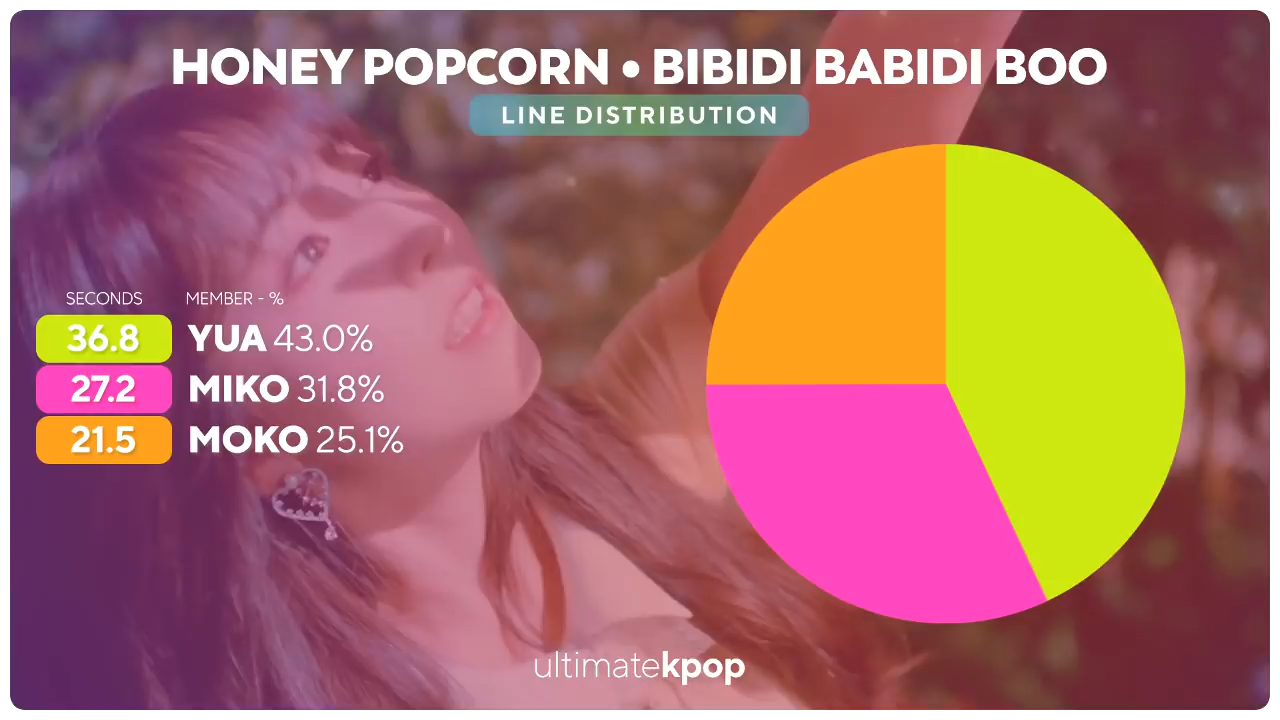 HONEY POPCORN • BIBIDI BABIDI BOO
LINE DISTRIBUTION
SECONDS MEMBER - %
36.8 YUA 43.0%
27.2 MIKO 31.8%
21.5 MOKO 25.1%
ultimatekpop